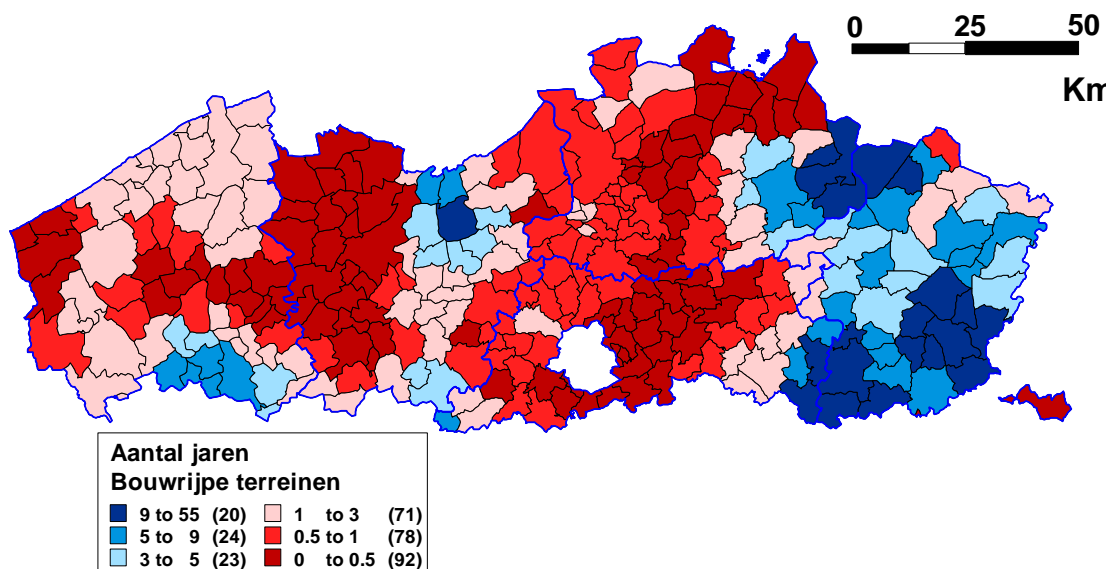 0 25 50
Km
Aantal jaren
Bouwrijpe terreinen
9 to 55 (20) 1 to 3 (71)
5 to 9 (24) 0.5 to 1 (78)
3 to 5 (23) 0 to 0.5 (92)